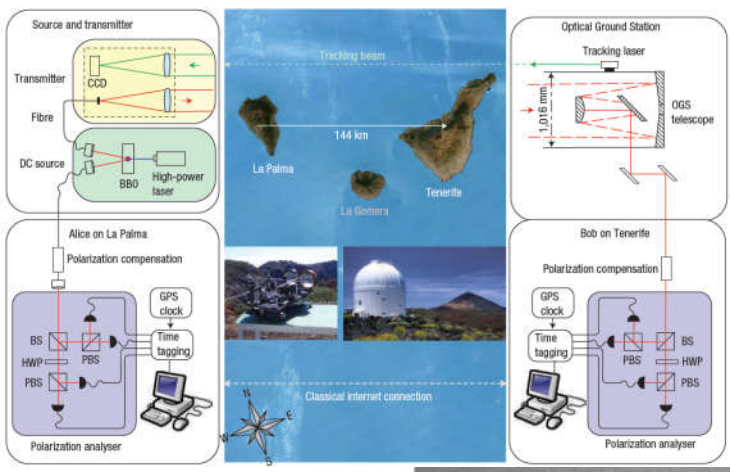 Source and transmitter
Transmitter
CCD
Fibre
DC source
BBO
High-power
laser
Tracking beam
144 km
La Palma
Tenerife
La Gomera
Optical Ground Station
Tracking laser
1,016 mm
OGS
telescope
Alice on La Palma
Polarization compensation
GPS
clock
BS
PBS
Time
tagging
HWP
PBS
Polarization analyser
Classical internet connection
N
E
W
S
Bob on Tenerife
Polarization compensation
GPS
clock
Time
tagging
PBS
BS
HWP
PBS
Polarization analyser